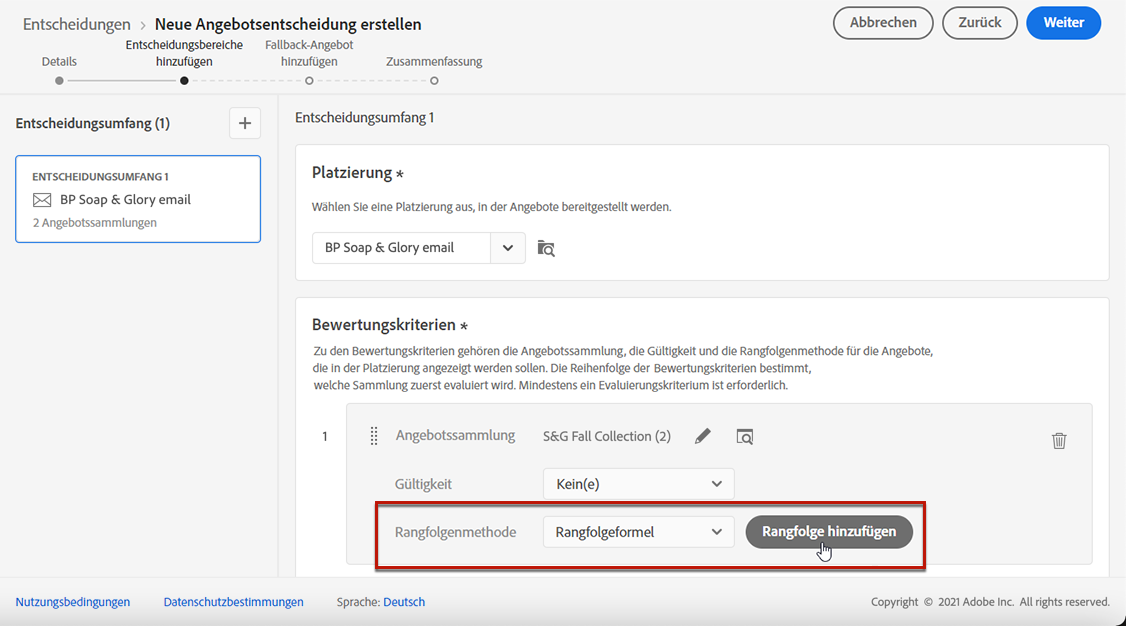 Entscheidungen > Neue Angebotsentscheidung erstellen
Abbrechen
Zurück
Weiter
Details
Entscheidungsbereiche
hinzufügen
Fallback-Angebot
hinzufügen
Zusammenfassung
Entscheidungsumfang (1)
+
ENTSCHEIDUNGSUMFANG 1
BP Soap & Glory email
2 Angebotssammlungen
Entscheidungsumfang 1
Platzierung *
Wählen Sie eine Platzierung aus, in der Angebote bereitgestellt werden.
BP Soap & Glory email
Bewertungskriterien *
Zu den Bewertungskriterien gehören die Angebotssammlung, die Gültigkeit und die Rangfolgenmethode für die Angebote,
die in der Platzierung angezeigt werden sollen. Die Reihenfolge der Bewertungskriterien bestimmt,
welche Sammlung zuerst evaluiert wird. Mindestens ein Evaluierungskriterium ist erforderlich.
1
Angebotssammlung S&G Fall Collection (2)
Gültigkeit Kein(e)
Rangfolgenmethode Rangfolgeformel Rangfolge hinzufügen
Nutzungsbedingungen Datenschutzbestimmungen Sprache: Deutsch Copyright © 2021 Adobe Inc. All rights reserved.